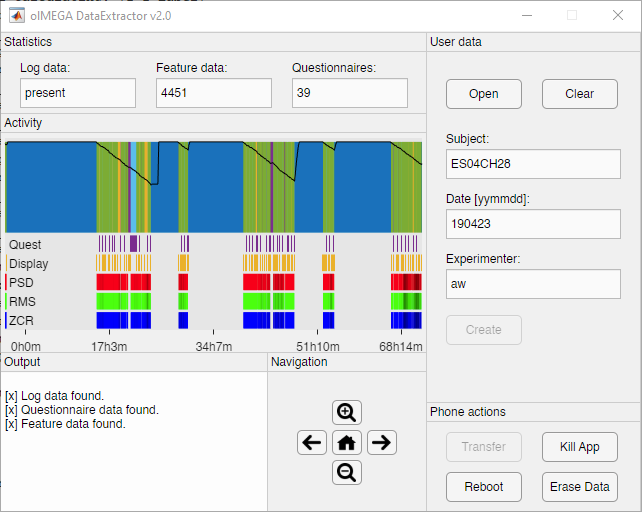 olMEGA DataExtractor v2.0
Statistics
Log data:
Feature data:
Questionnaires:
present
4451
39
Activity
Quest
Display
PSD
RMS
ZCR
0h0m
17h3m
34h7m
51h10m
68h14m
Output
[x] Log data found.
[x] Questionnaire data found.
[x] Feature data found.
Navigation
User data
Open
Clear
Subject:
ES04CH28
Date [yymmdd]:
190423
Experimenter:
aw
Create
Phone actions
Transfer
Kill App
Reboot
Erase Data